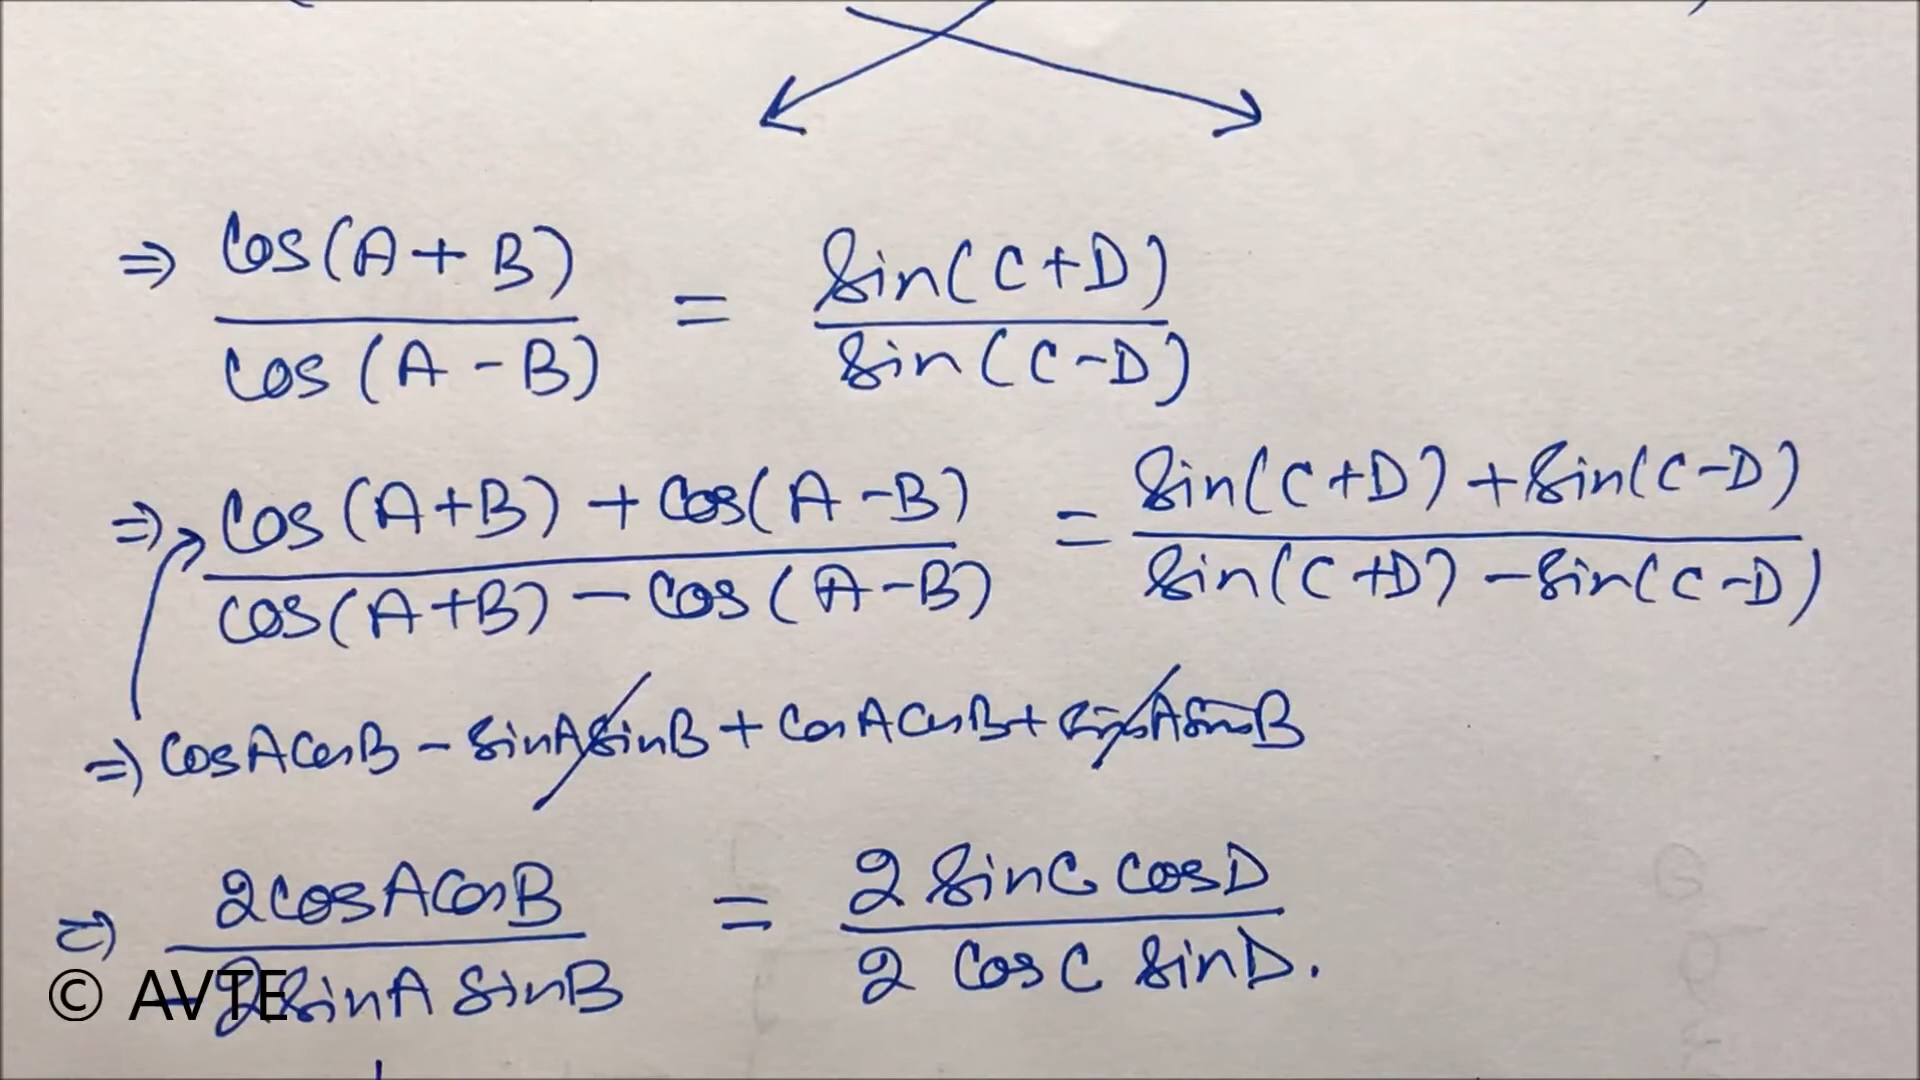 ⇒ cos(A+B) / cos(A-B) = sin(C+D) / sin(C-D)
⇒ cos(A+B) + cos(A-B) / cos(A+B) - cos(A-B) = sin(C+D) + sin(C-D) / sin(C+D) - sin(C-D)
⇒ cosAcosB - sinAsinB + cosAcosB + sinAsinB
⇒ 2cosAcosB / -2sinA sinB = 2 sinC cosD / 2 cosC sinD.
© AVTE